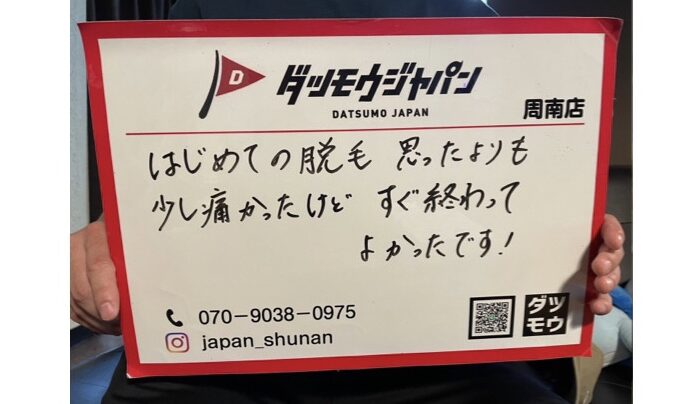 D
ダツモウジャパン
DATSUMO JAPAN
周南店
はじめての脱毛 思ったよりも
少し痛かったけど すぐ終わって
よかったです!
070-9038-0975
japan_shunan
ダツ
モウ